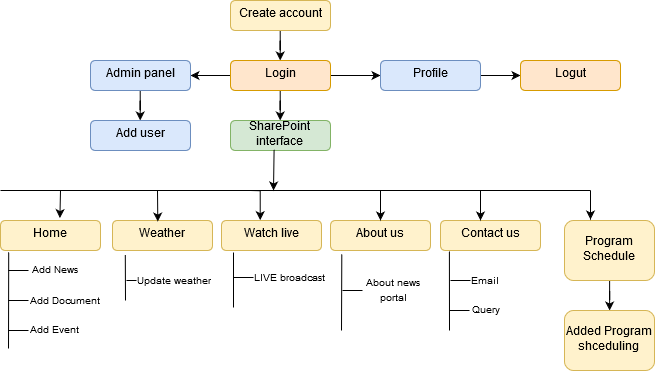 Create account
Admin panel
Login
Profile
Logut
Add user
SharePoint
interface
Home
Weather
Watch live
About us
Contact us
Program
Schedule
Add News
Add Document
Add Event
Update weather
LIVE broadcast
About news
portal
Email
Query
Added Program
shceduling